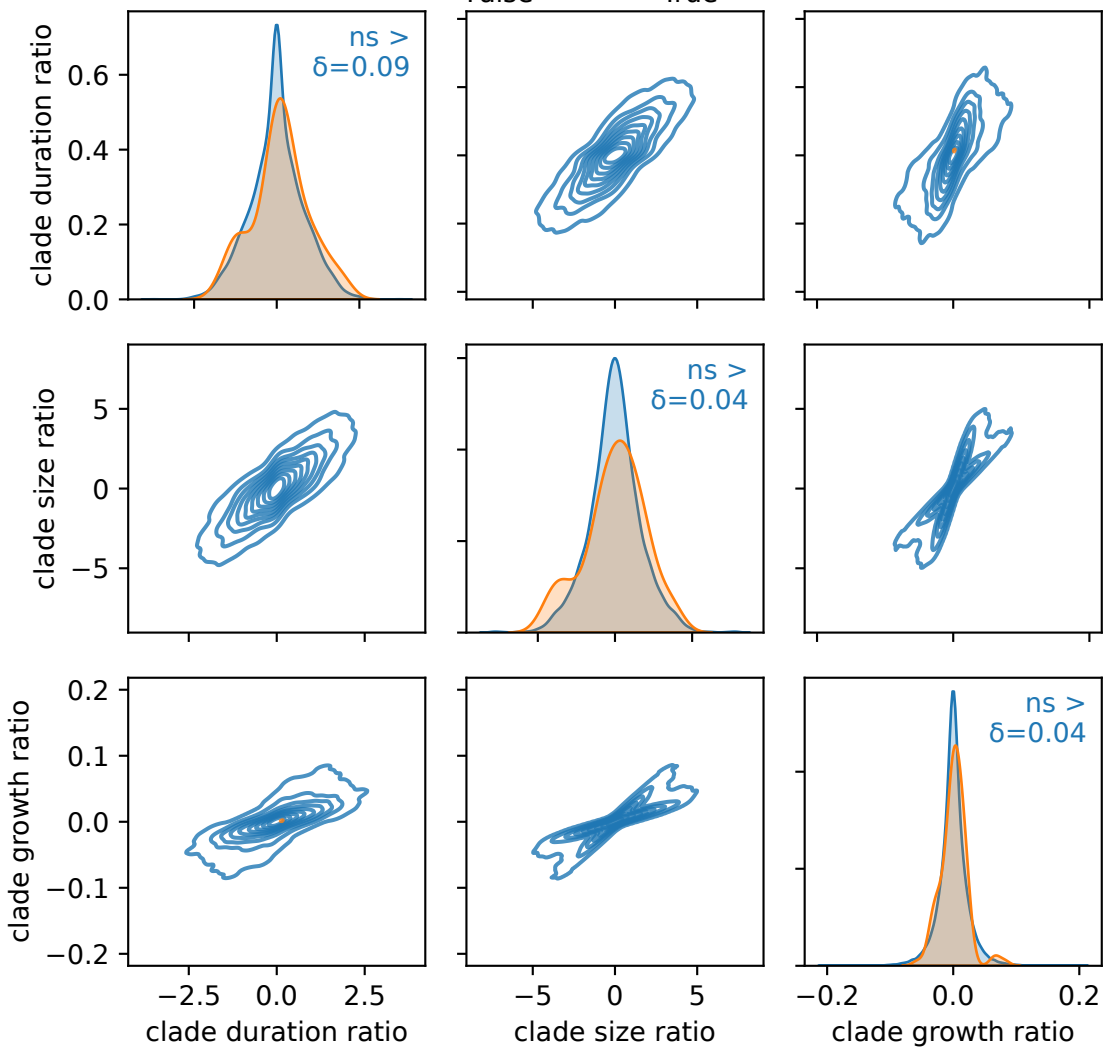 True
clade duration ratio
0.6
0.4
0.2
0.0
ns >
δ=0.09
clade size ratio
5
0
−5
ns >
δ=0.04
clade growth ratio
0.2
0.1
0.0
−0.1
−0.2
ns >
δ=0.04
−2.5 0.0 2.5
−5 0 5
−0.2 0.0 0.2
clade duration ratio
clade size ratio
clade growth ratio